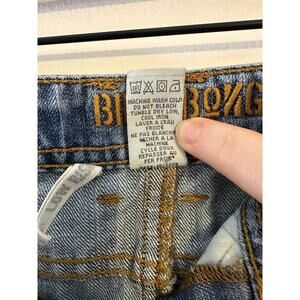 MACHINE WASH COLD
DO NOT BLEACH
TUMBLE DRY LOW,
COOL IRON
LAVER A L'EAU
FROIDE
NE PAS BLANCHIR
SECHER A LA
MACHINE
CYCLE DOUX
REPASSER AU
FER FROID